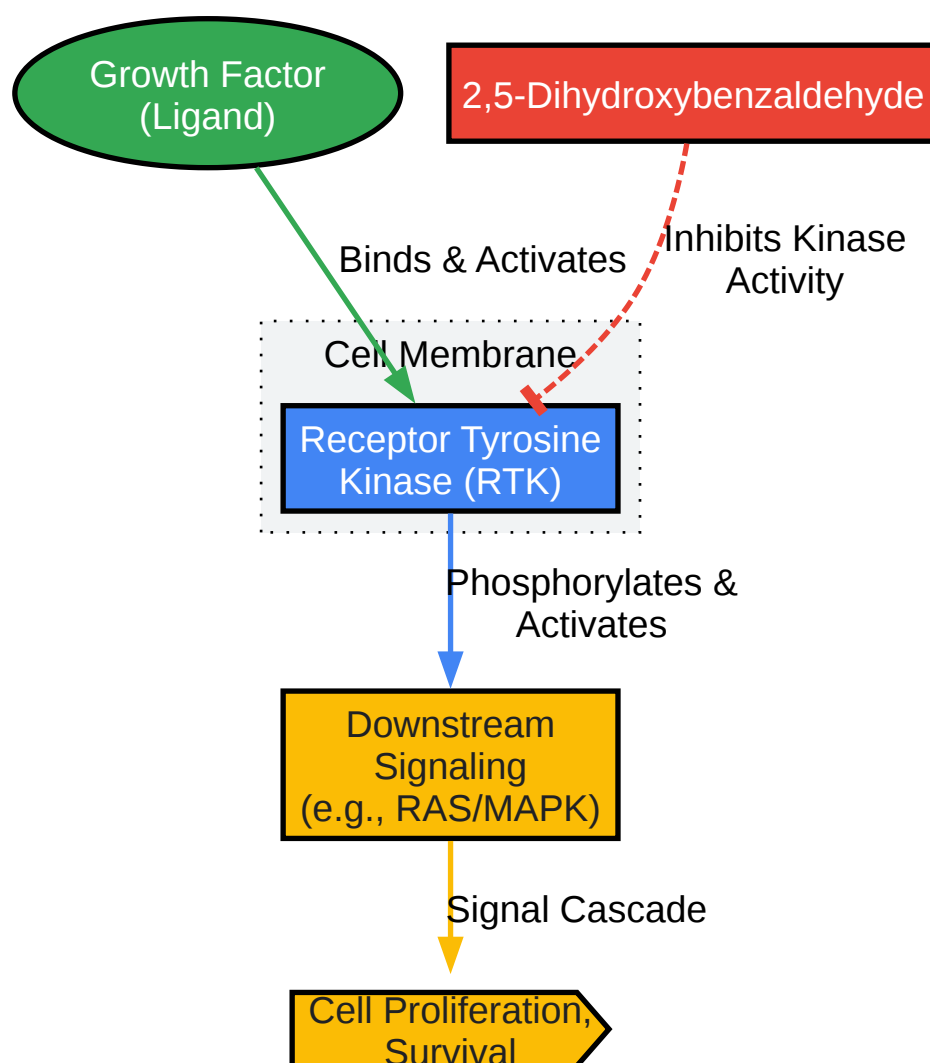 Growth Factor
(Ligand)
2,5-Dihydroxybenzaldehyde
Binds & Activates
Inhibits Kinase
Activity
Cell Membrane
Receptor Tyrosine
Kinase (RTK)
Phosphorylates &
Activates
Downstream
Signaling
(e.g., RAS/MAPK)
Signal Cascade
Cell Proliferation,
Survival